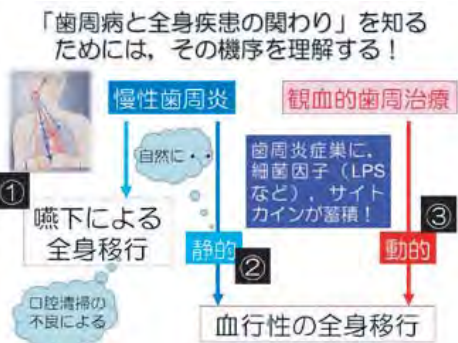 「歯周病と全身疾患の関わり」を知る
ためには，その機序を理解する！
慢性歯周炎
観血的歯周治療
自然に・・
歯周炎症巣に，
細菌因子（LPS
など），サイト
カインが蓄積！
①
嚥下による
全身移行
静的
②
動的
③
口腔清掃の
不良による
血行性の全身移行